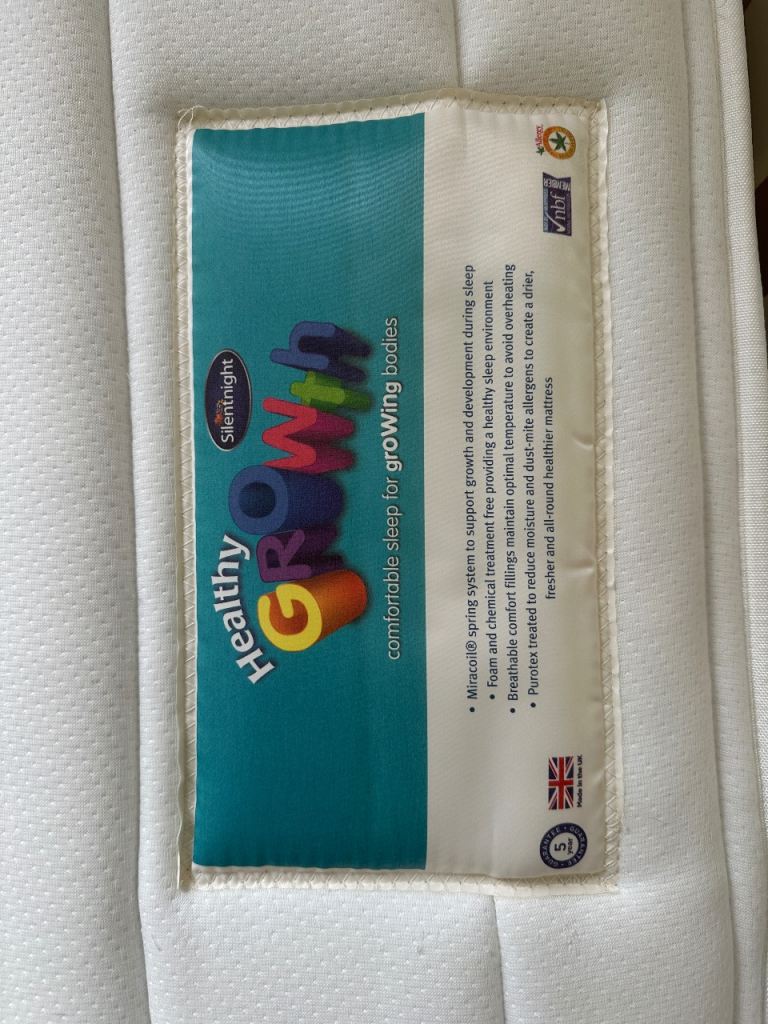 Silentnight
Healthy
GROWth
comfortable sleep for groWing bodies
• Miracoil® spring system to support growth and development during sleep
• Foam and chemical treatment free providing a healthy sleep environment
• Breathable comfort fillings maintain optimal temperature to avoid overheating
• Purotex treated to reduce moisture and dust-mite allergens to create a drier,
fresher and all-round healthier mattress
GUARANTEE • GUARANTEE •
5
year
Made in the UK
nbf
MEMBER
Allergy